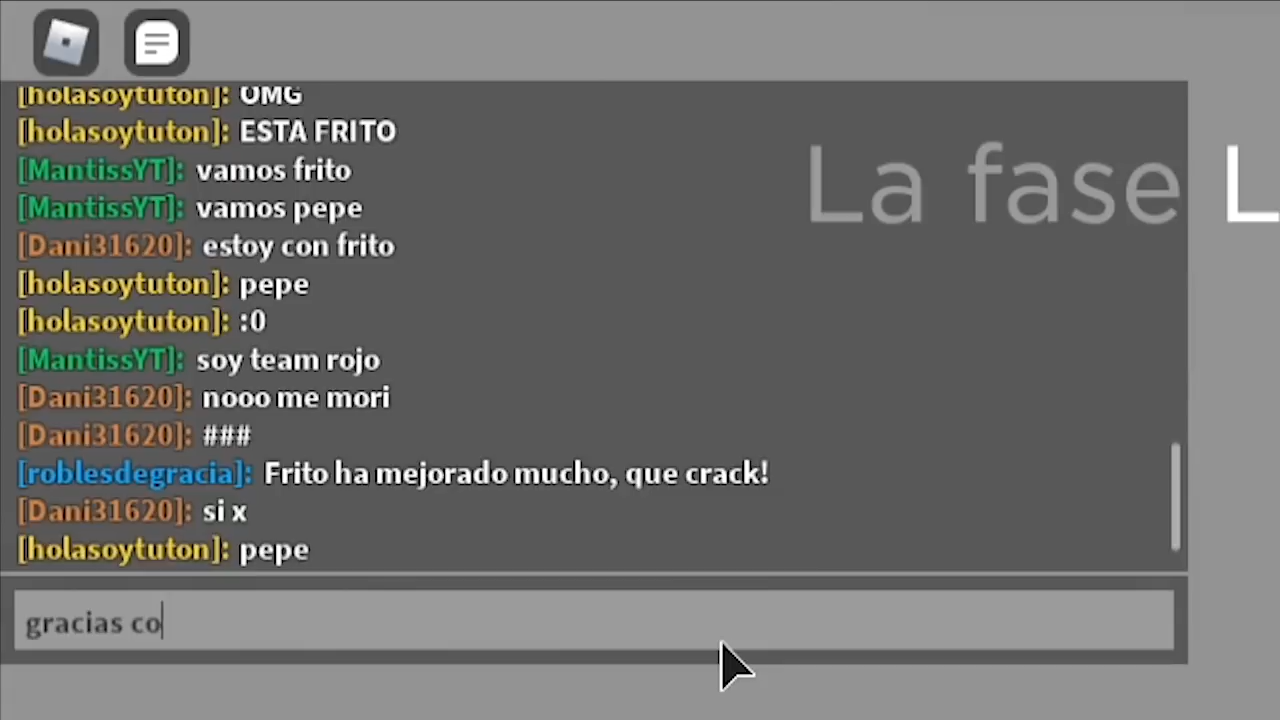 [holasoytuton]: OMG
[holasoytuton]: ESTA FRITO
La fase L
[MantissYT]: vamos frito
[MantissYT]: vamos pepe
[Dani31620]: estoy con frito
[holasoytuton]: pepe
[holasoytuton]: :0
[MantissYT]: soy team rojo
[Dani31620]: nooo me mori
[Dani31620]: ###
[roblesdegracia]: Frito ha mejorado mucho, que crack!
[Dani31620]: si x
[holasoytuton]: pepe
gracias co